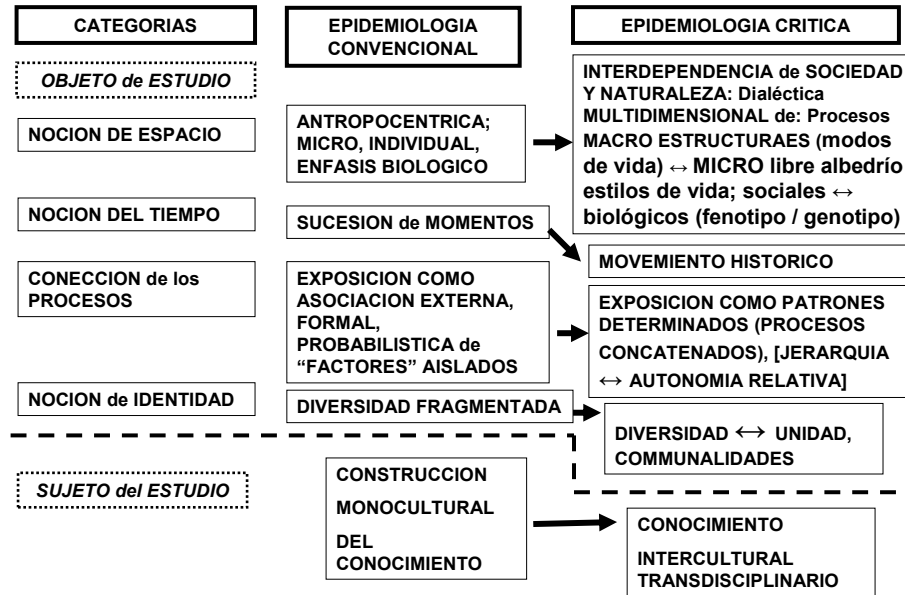 CATEGORIAS
EPIDEMIOLOGIA
CONVENCIONAL
EPIDEMIOLOGIA CRITICA
OBJETO de ESTUDIO
NOCION DE ESPACIO
ANTROPOCENTRICA;
MICRO, INDIVIDUAL,
ENFASIS BIOLOGICO
INTERDEPENDENCIA de SOCIEDAD
Y NATURALEZA: Dialéctica
MULTIDIMENSIONAL de: Procesos
MACRO ESTRUCTURAES (modos
de vida) ↔ MICRO libre albedrío
estilos de vida; sociales ↔
biológicos (fenotipo / genotipo)
NOCION DEL TIEMPO
SUCESION de MOMENTOS
MOVEMIENTO HISTORICO
CONECCION de los
PROCESOS
EXPOSICION COMO
ASOCIACION EXTERNA,
FORMAL,
PROBABILISTICA de
“FACTORES” AISLADOS
EXPOSICION COMO PATRONES
DETERMINADOS (PROCESOS
CONCATENADOS), [JERARQUIA
↔ AUTONOMIA RELATIVA]
NOCION de IDENTIDAD
DIVERSIDAD FRAGMENTADA
DIVERSIDAD ↔ UNIDAD,
COMMUNALIDADES
SUJETO del ESTUDIO
CONSTRUCCION
MONOCULTURAL
DEL
CONOCIMIENTO
CONOCIMIENTO
INTERCULTURAL
TRANSDISCIPLINARIO